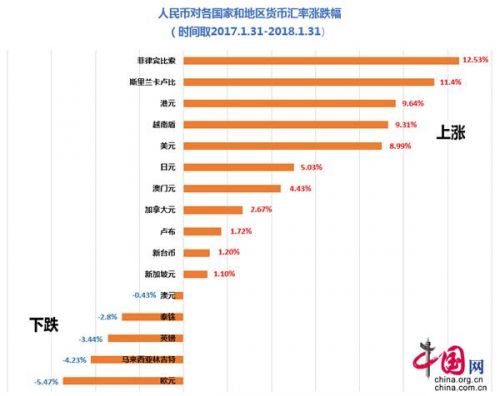 人民币对各国家和地区货币汇率涨跌幅
（时间取2017.1.31-2018.1.31）
菲律宾比索 12.53%
斯里兰卡卢比 11.4%
港元 9.64%
越南盾 9.31%
上涨
美元 8.99%
日元 5.03%
澳门元 4.43%
加拿大元 2.67%
卢布 1.72%
新台币 1.20%
新加坡元 1.10%
-0.43% 澳元
下跌
-2.8% 泰铢
-3.44% 英镑
-4.23% 马来西亚林吉特
-5.47% 欧元
中国网
china.org.cn
china.com.cn